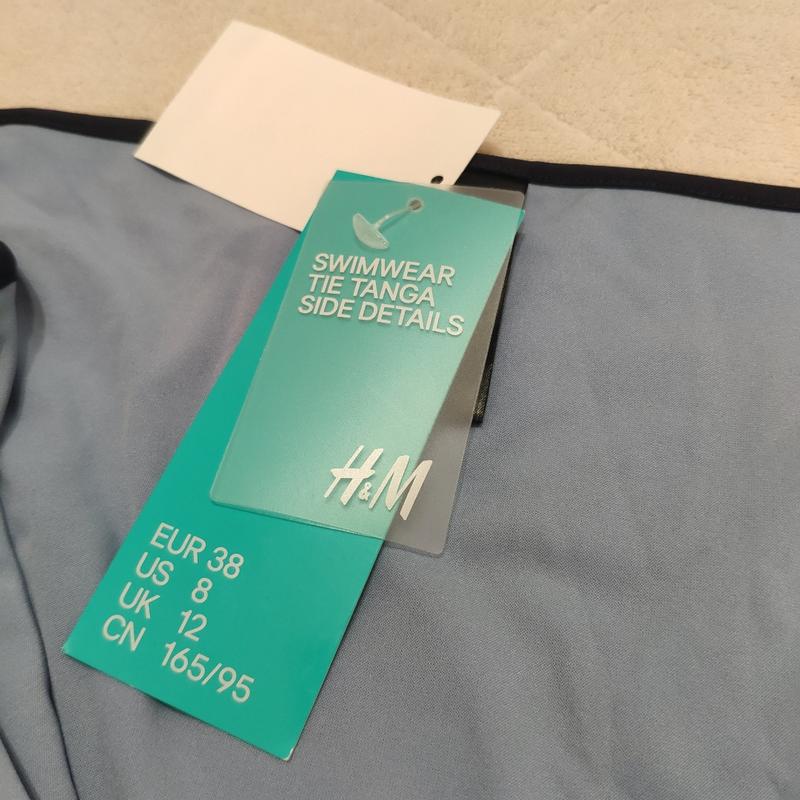 SWIMWEAR
TIE TANGA
SIDE DETAILS
H&M
EUR 38
US 8
UK 12
CN 165/95